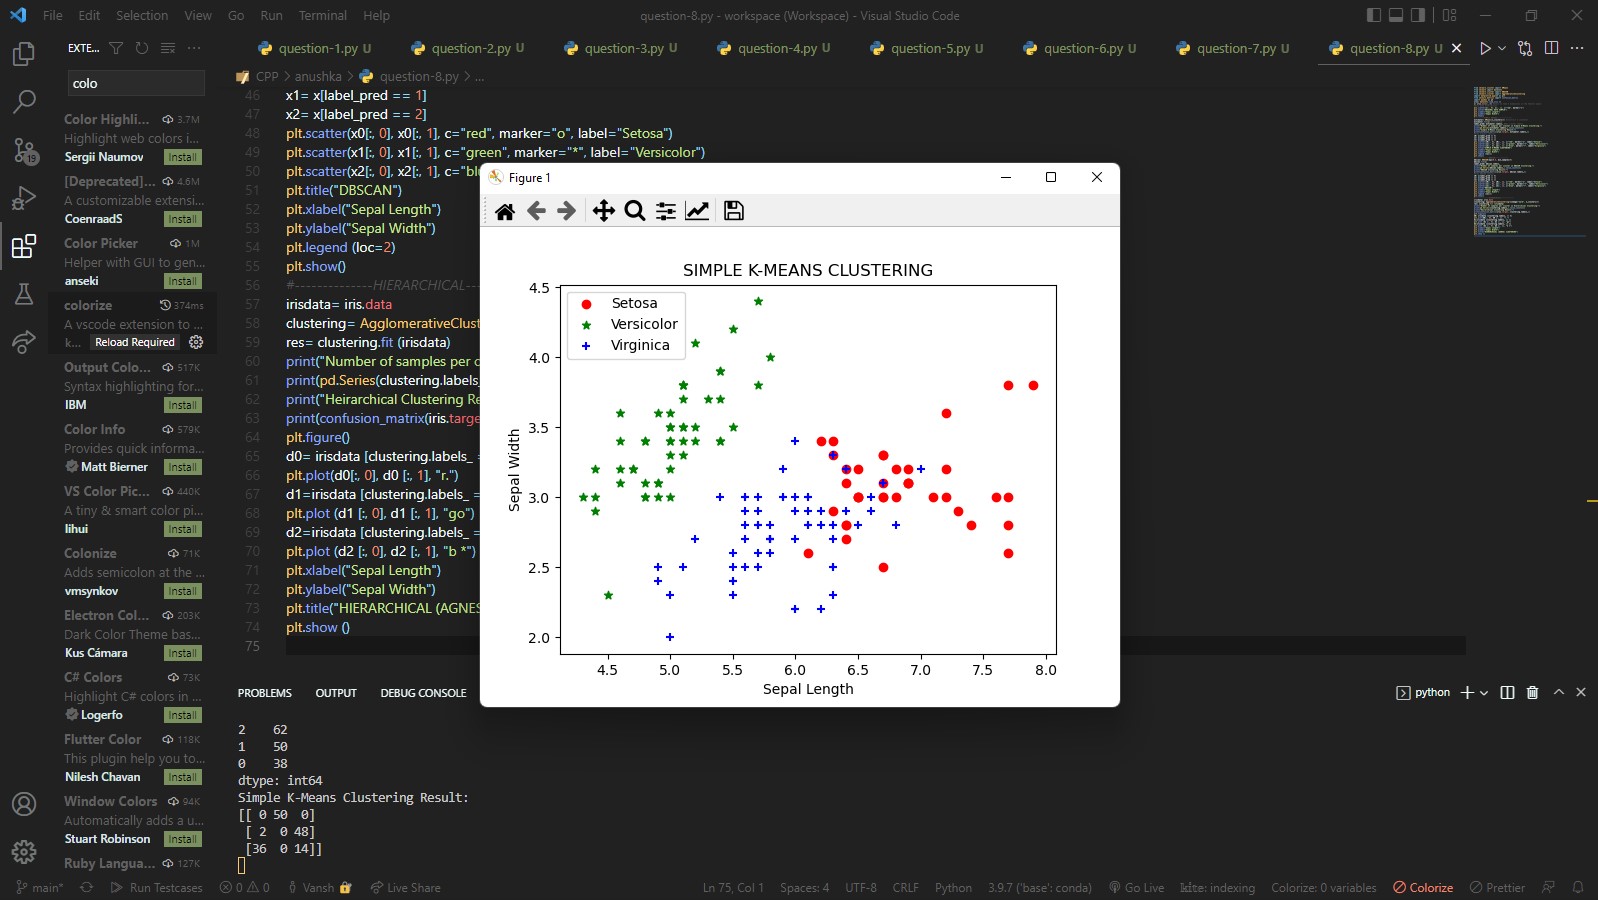 File Edit Selection View Go Run Terminal Help
question-8.py - workspace (Workspace) - Visual Studio Code
EXTE... ...
question-1.py U
question-2.py U
question-3.py U
question-4.py U
question-5.py U
question-6.py U
question-7.py U
question-8.py U
colo
CPP > anushka > question-8.py > ...
Color Highli... 3.7M
Highlight web colors i...
Sergii Naumov Install
[Deprecated]... 4.6M
A customizable extensi...
CoenraadS Install
Color Picker 1M
Helper with GUI to gen...
anseki Install
colorize 374ms
A vscode extension to ...
k... Reload Required
Output Colo... 517K
Syntax highlighting for...
IBM Install
Color Info 579K
Provides quick informa...
Matt Bierner Install
VS Color Pic... 440K
A tiny & smart color pi...
lihui Install
Colonize 71K
Adds semicolon at the ...
vmsynkov Install
Electron Col... 203K
Dark Color Theme bas...
Kus Cámara Install
C# Colors 73K
Highlight C# colors in ...
Logerfo Install
Flutter Color 118K
This plugin help you to...
Nilesh Chavan Install
Window Colors 94K
Automatically adds a u...
Stuart Robinson Install
Ruby Langua... 127K
46 x1= x[label_pred == 1]
47 x2= x[label_pred == 2]
48 plt.scatter(x0[:, 0], x0[:, 1], c="red", marker="o", label="Setosa")
49 plt.scatter(x1[:, 0], x1[:, 1], c="green", marker="*", label="Versicolor")
50 plt.scatter(x2[:, 0], x2[:, 1], c="bl
51 plt.title("DBSCAN")
52 plt.xlabel("Sepal Length")
53 plt.ylabel("Sepal Width")
54 plt.legend (loc=2)
55 plt.show()
56 #--------------HIERARCHICAL---
57 irisdata= iris.data
58 clustering= AgglomerativeClust
59 res= clustering.fit (irisdata)
60 print("Number of samples per c
61 print(pd.Series(clustering.labels_
62 print("Heirarchical Clustering Re
63 print(confusion_matrix(iris.targe
64 plt.figure()
65 d0= irisdata [clustering.labels_ =
66 plt.plot(d0[:, 0], d0 [:, 1], "r.")
67 d1=irisdata [clustering.labels_ =
68 plt.plot (d1 [:, 0], d1 [:, 1], "go")
69 d2=irisdata [clustering.labels_ =
70 plt.plot (d2 [:, 0], d2 [:, 1], "b *")
71 plt.xlabel("Sepal Length")
72 plt.ylabel("Sepal Width")
73 plt.title("HIERARCHICAL (AGNES
74 plt.show ()
75
Figure 1
SIMPLE K-MEANS CLUSTERING
Setosa
Versicolor
Virginica
Sepal Width
4.5
4.0
3.5
3.0
2.5
2.0
4.5 5.0 5.5 6.0 6.5 7.0 7.5 8.0
Sepal Length
PROBLEMS OUTPUT DEBUG CONSOLE
python
2 62
1 50
0 38
dtype: int64
Simple K-Means Clustering Result:
[[ 0 50 0]
[ 2 0 48]
[36 0 14]]
main* Run Testcases 0 0 Vansh Live Share Ln 75, Col 1 Spaces: 4 UTF-8 CRLF Python 3.9.7 ('base': conda) Go Live kite: indexing Colorize: 0 variables Colorize Prettier